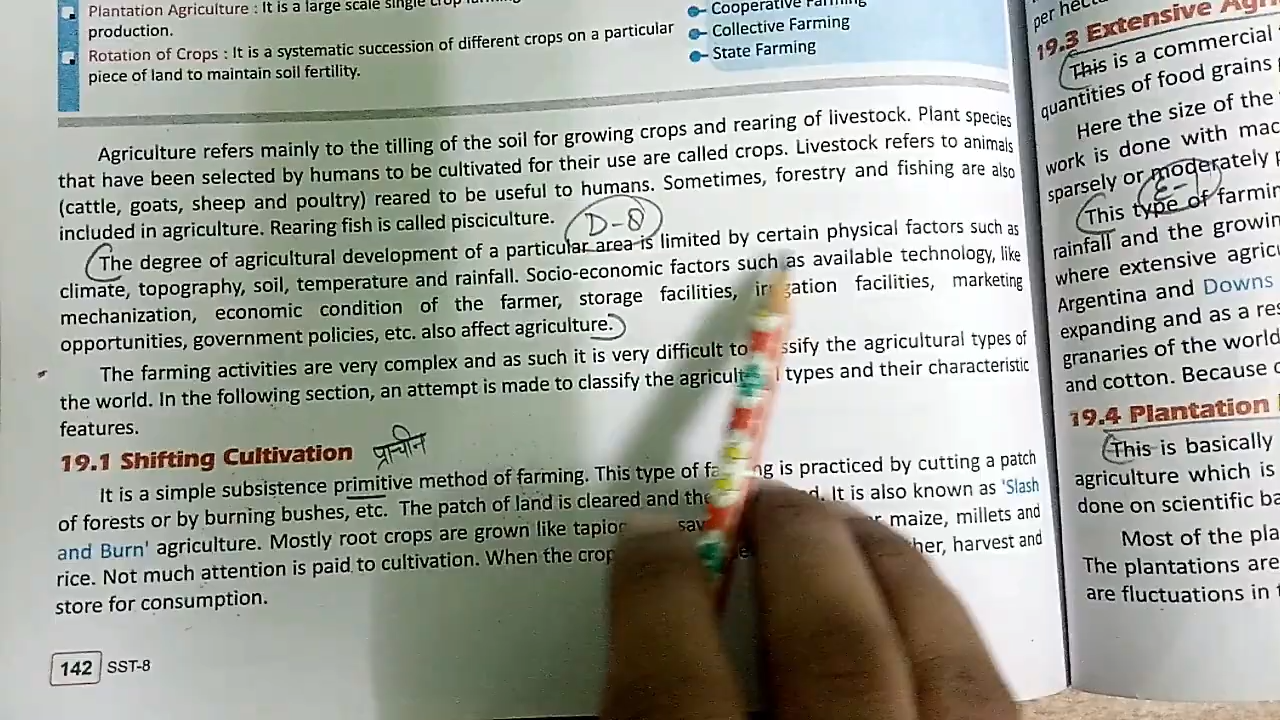 Plantation Agriculture : It is a large scale single crop
production.
Rotation of Crops : It is a systematic succession of different crops on a particular
piece of land to maintain soil fertility.
Cooperative Farming
Collective Farming
State Farming
Agriculture refers mainly to the tilling of the soil for growing crops and rearing of livestock. Plant species
that have been selected by humans to be cultivated for their use are called crops. Livestock refers to animals
(cattle, goats, sheep and poultry) reared to be useful to humans. Sometimes, forestry and fishing are also
included in agriculture. Rearing fish is called pisciculture.
D-8
The degree of agricultural development of a particular area is limited by certain physical factors such as
climate, topography, soil, temperature and rainfall. Socio-economic factors such as available technology, like
mechanization, economic condition of the farmer, storage facilities, irrigation facilities, marketing
opportunities, government policies, etc. also affect agriculture.
The farming activities are very complex and as such it is very difficult to ssify the agricultural types of
the world. In the following section, an attempt is made to classify the agricult l types and their characteristic
features.
19.1 Shifting Cultivation प्राचीन
It is a simple subsistence primitive method of farming. This type of fa ng is practiced by cutting a patch
of forests or by burning bushes, etc. The patch of land is cleared and the d. It is also known as 'Slash
and Burn' agriculture. Mostly root crops are grown like tapioc sav r maize, millets and
rice. Not much attention is paid to cultivation. When the crop her, harvest and
store for consumption.
142 SST-8
per hect
19.3 Extensive Agri
This is a commercial
quantities of food grains
Here the size of the
work is done with mac
sparsely or moderately p
E-1
This type of farmin
rainfall and the growin
where extensive agric
Argentina and Downs
expanding and as a res
granaries of the world
and cotton. Because o
19.4 Plantation
This is basically
agriculture which is
done on scientific ba
Most of the pla
The plantations are
are fluctuations in t